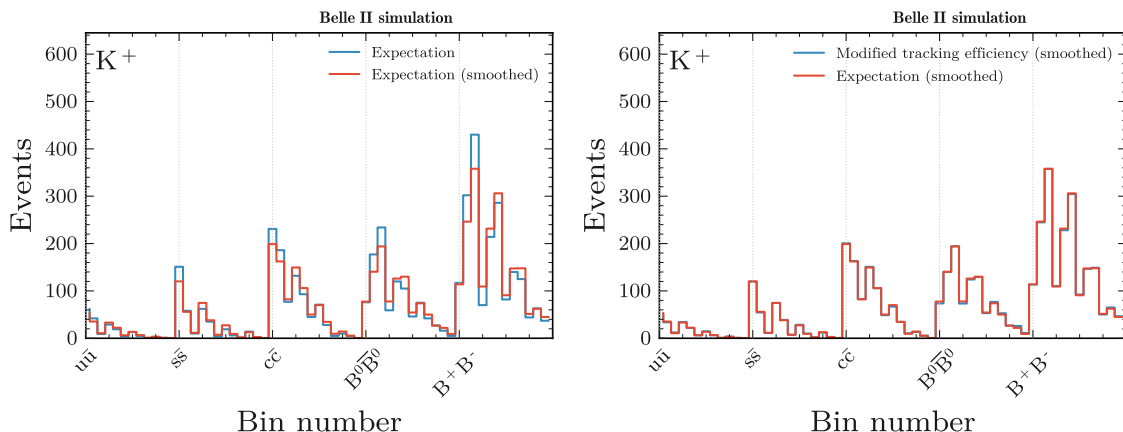 Belle II simulation
K+
Expectation
Expectation (smoothed)
Events
600
500
400
300
200
100
0
uū
ss̄
cc̄
B⁰B̄⁰
B⁺B⁻
Bin number
Belle II simulation
K+
Modified tracking efficiency (smoothed)
Expectation (smoothed)
Events
600
500
400
300
200
100
0
uū
ss̄
cc̄
B⁰B̄⁰
B⁺B⁻
Bin number